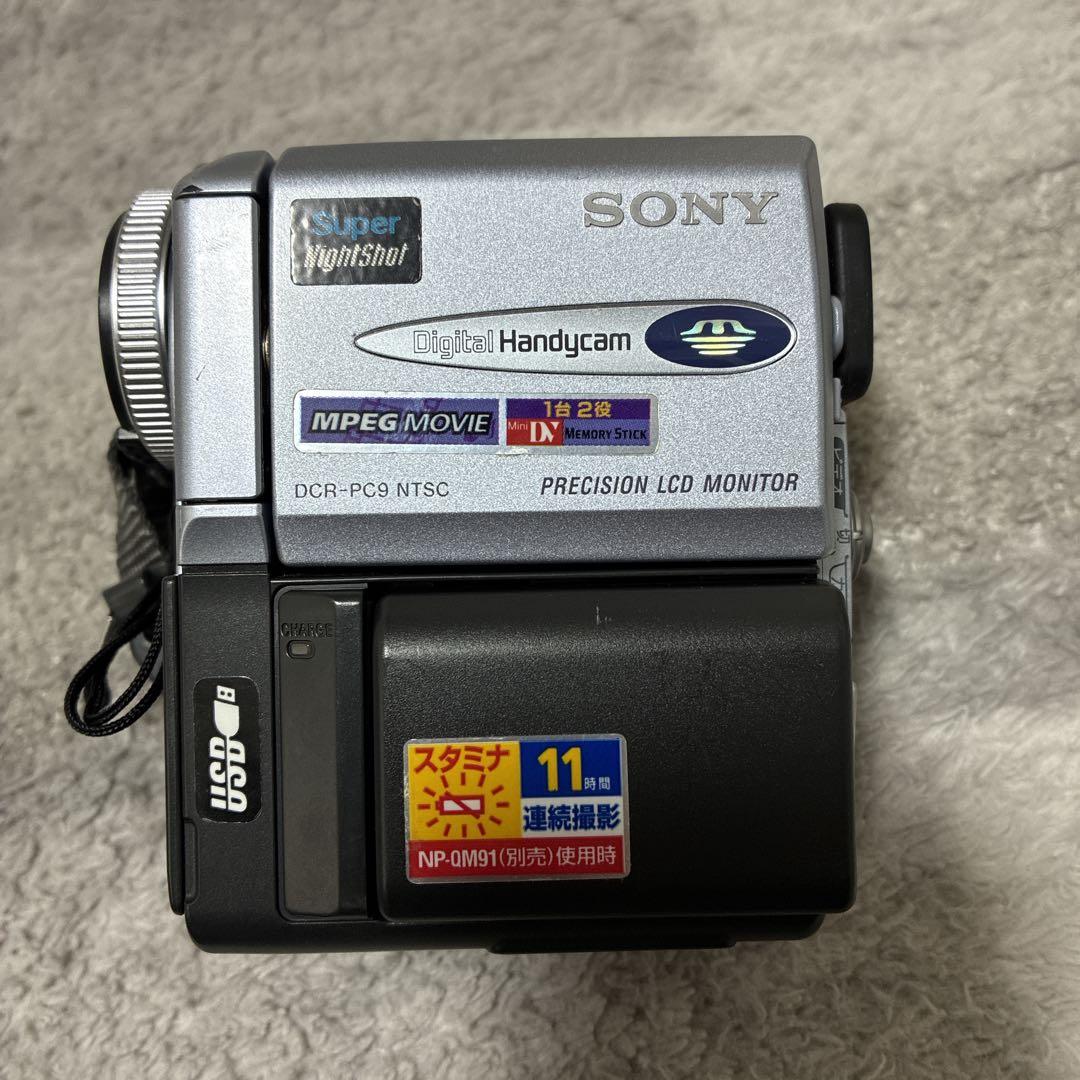 SONY
Super
NightShot
Digital Handycam
MPEG MOVIE
1台2役
Mini DV MEMORY STICK
DCR-PC9 NTSC
PRECISION LCD MONITOR
CHARGE
スタミナ
11時間
連続撮影
NP-QM91(別売)使用時